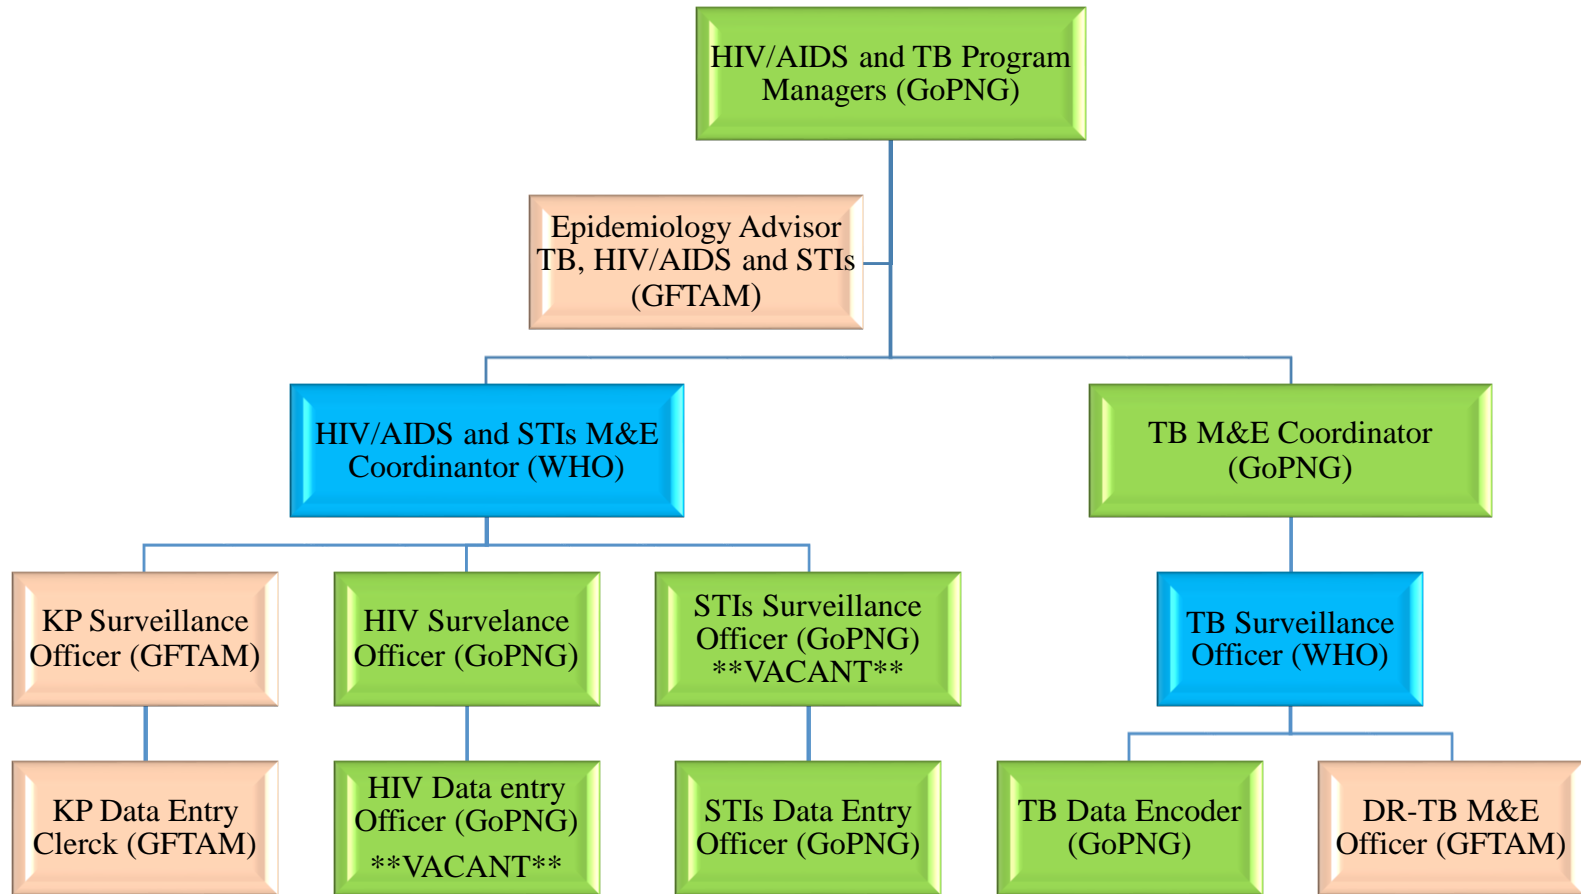 HIV/AIDS and TB Program
Managers (GoPNG)
Epidemiology Advisor
TB, HIV/AIDS and STIs
(GFTAM)
HIV/AIDS and STIs M&E
Coordinantor (WHO)
TB M&E Coordinator
(GoPNG)
KP Surveillance
Officer (GFTAM)
HIV Survelance
Officer (GoPNG)
STIs Surveillance
Officer (GoPNG)
**VACANT**
TB Surveillance
Officer (WHO)
KP Data Entry
Clerck (GFTAM)
HIV Data entry
Officer (GoPNG)
**VACANT**
STIs Data Entry
Officer (GoPNG)
TB Data Encoder
(GoPNG)
DR-TB M&E
Officer (GFTAM)